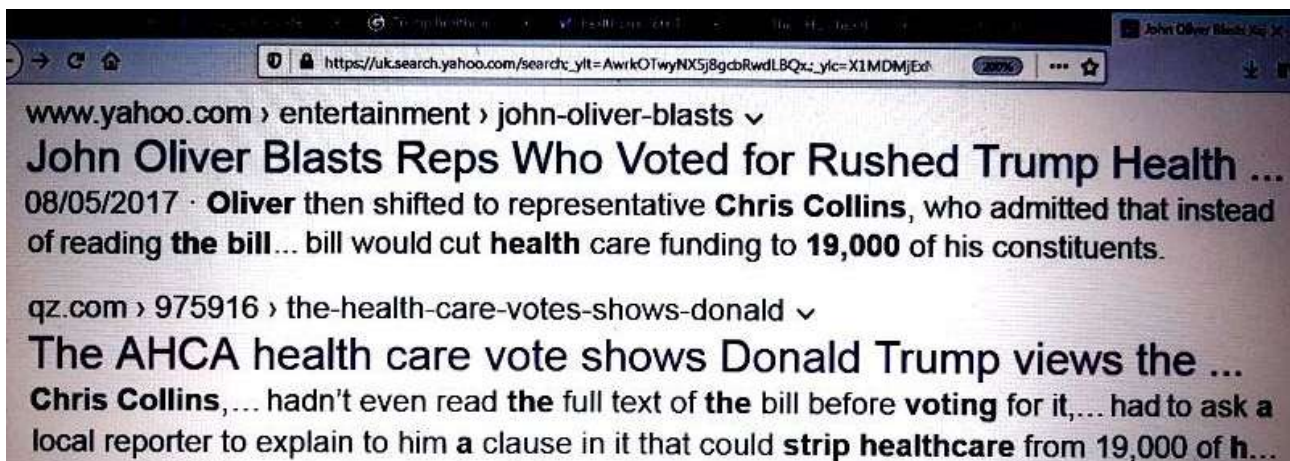 John Oliver Blasts
https://uk.search.yahoo.com/search;_ylt=AwrkOTwyNX5j8gcbRwdLBQx.;_ylc=X1MDMjEx
200%
www.yahoo.com › entertainment › john-oliver-blasts
John Oliver Blasts Reps Who Voted for Rushed Trump Health ...
08/05/2017 · Oliver then shifted to representative Chris Collins, who admitted that instead
of reading the bill... bill would cut health care funding to 19,000 of his constituents.
qz.com › 975916 › the-health-care-votes-shows-donald
The AHCA health care vote shows Donald Trump views the ...
Chris Collins,... hadn't even read the full text of the bill before voting for it,... had to ask a
local reporter to explain to him a clause in it that could strip healthcare from 19,000 of h...